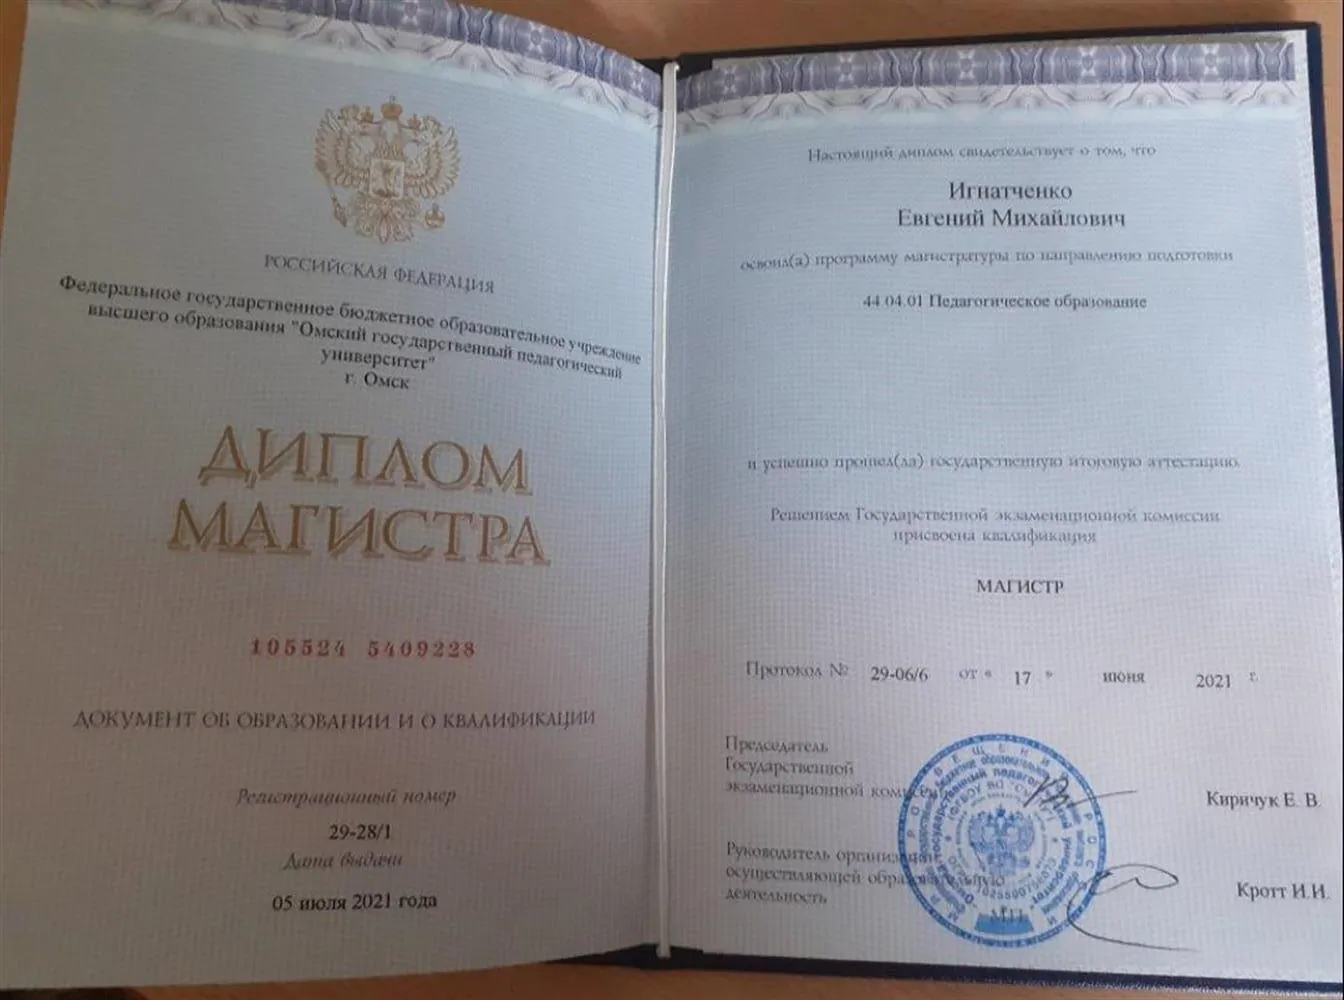 РОССИЙСКАЯ ФЕДЕРАЦИЯ
Федеральное государственное бюджетное образовательное учреждение
высшего образования "Омский государственный педагогический
университет"
г. Омск
ДИПЛОМ
МАГИСТРА
105524 5409228
ДОКУМЕНТ ОБ ОБРАЗОВАНИИ И О КВАЛИФИКАЦИИ
Регистрационный номер
29-28/1
Дата выдачи
05 июля 2021 года
Настоящий диплом свидетельствует о том, что
Игнатченко
Евгений Михайлович
освоил(а) программу магистратуры по направлению подготовки
44.04.01 Педагогическое образование
и успешно прошел(ла) государственную итоговую аттестацию
Решением Государственной экзаменационной комиссии
присвоена квалификация
МАГИСТР
Протокол № 29-06/6 от « 17 » июня 2021 г.
Председатель
Государственной
экзаменационной комиссии
Киричук Е. В.
Руководитель организации,
осуществляющей образовательную
деятельность
Кротт И.И.
М.П.